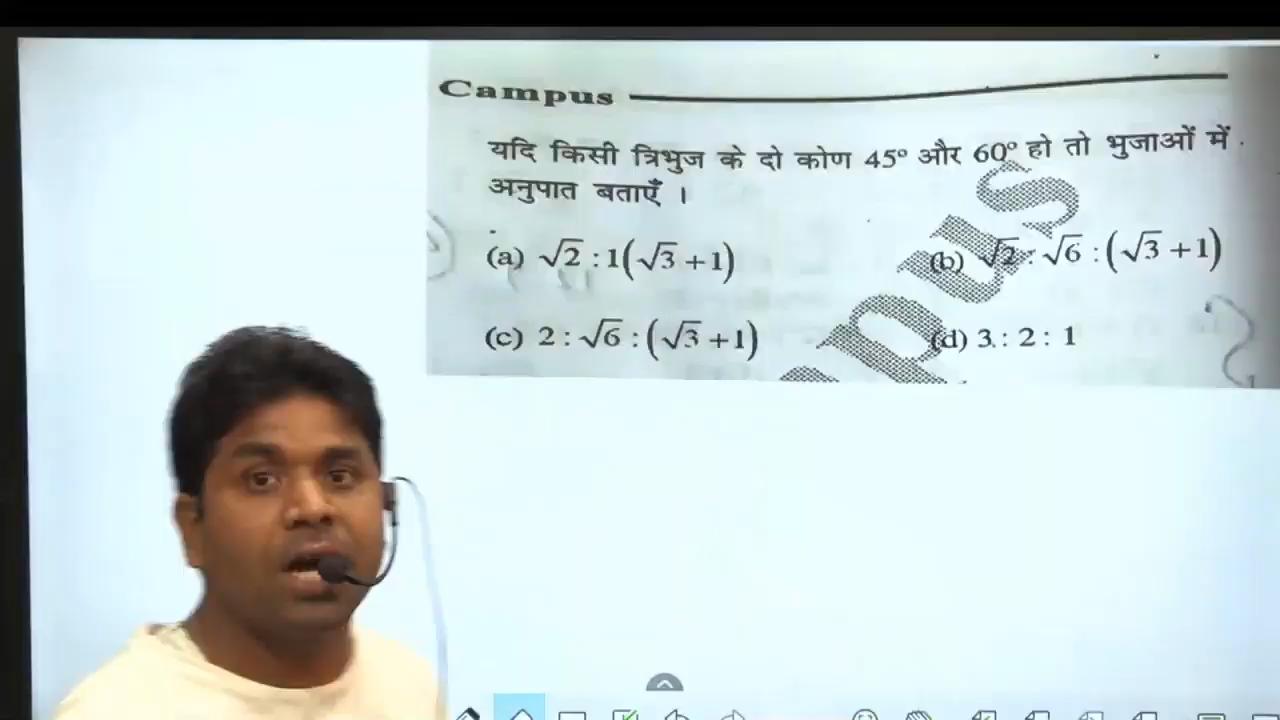 Campus
यदि किसी त्रिभुज के दो कोण 45° और 60° हो तो भुजाओं में
अनुपात बताएँ ।
(a) √2 : 1(√3 + 1)
(b) √2 : √6 : (√3 + 1)
(c) 2 : √6 : (√3 + 1)
(d) 3 : 2 : 1